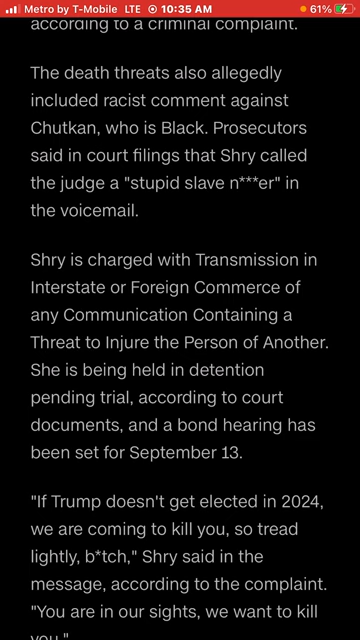 Metro by T-Mobile LTE 10:35 AM 61%
according to a criminal complaint.
The death threats also allegedly
included racist comment against
Chutkan, who is Black. Prosecutors
said in court filings that Shry called
the judge a "stupid slave n***er" in
the voicemail.
Shry is charged with Transmission in
Interstate or Foreign Commerce of
any Communication Containing a
Threat to Injure the Person of Another.
She is being held in detention
pending trial, according to court
documents, and a bond hearing has
been set for September 13.
"If Trump doesn't get elected in 2024,
we are coming to kill you, so tread
lightly, b*tch," Shry said in the
message, according to the complaint.
"You are in our sights, we want to kill
you."